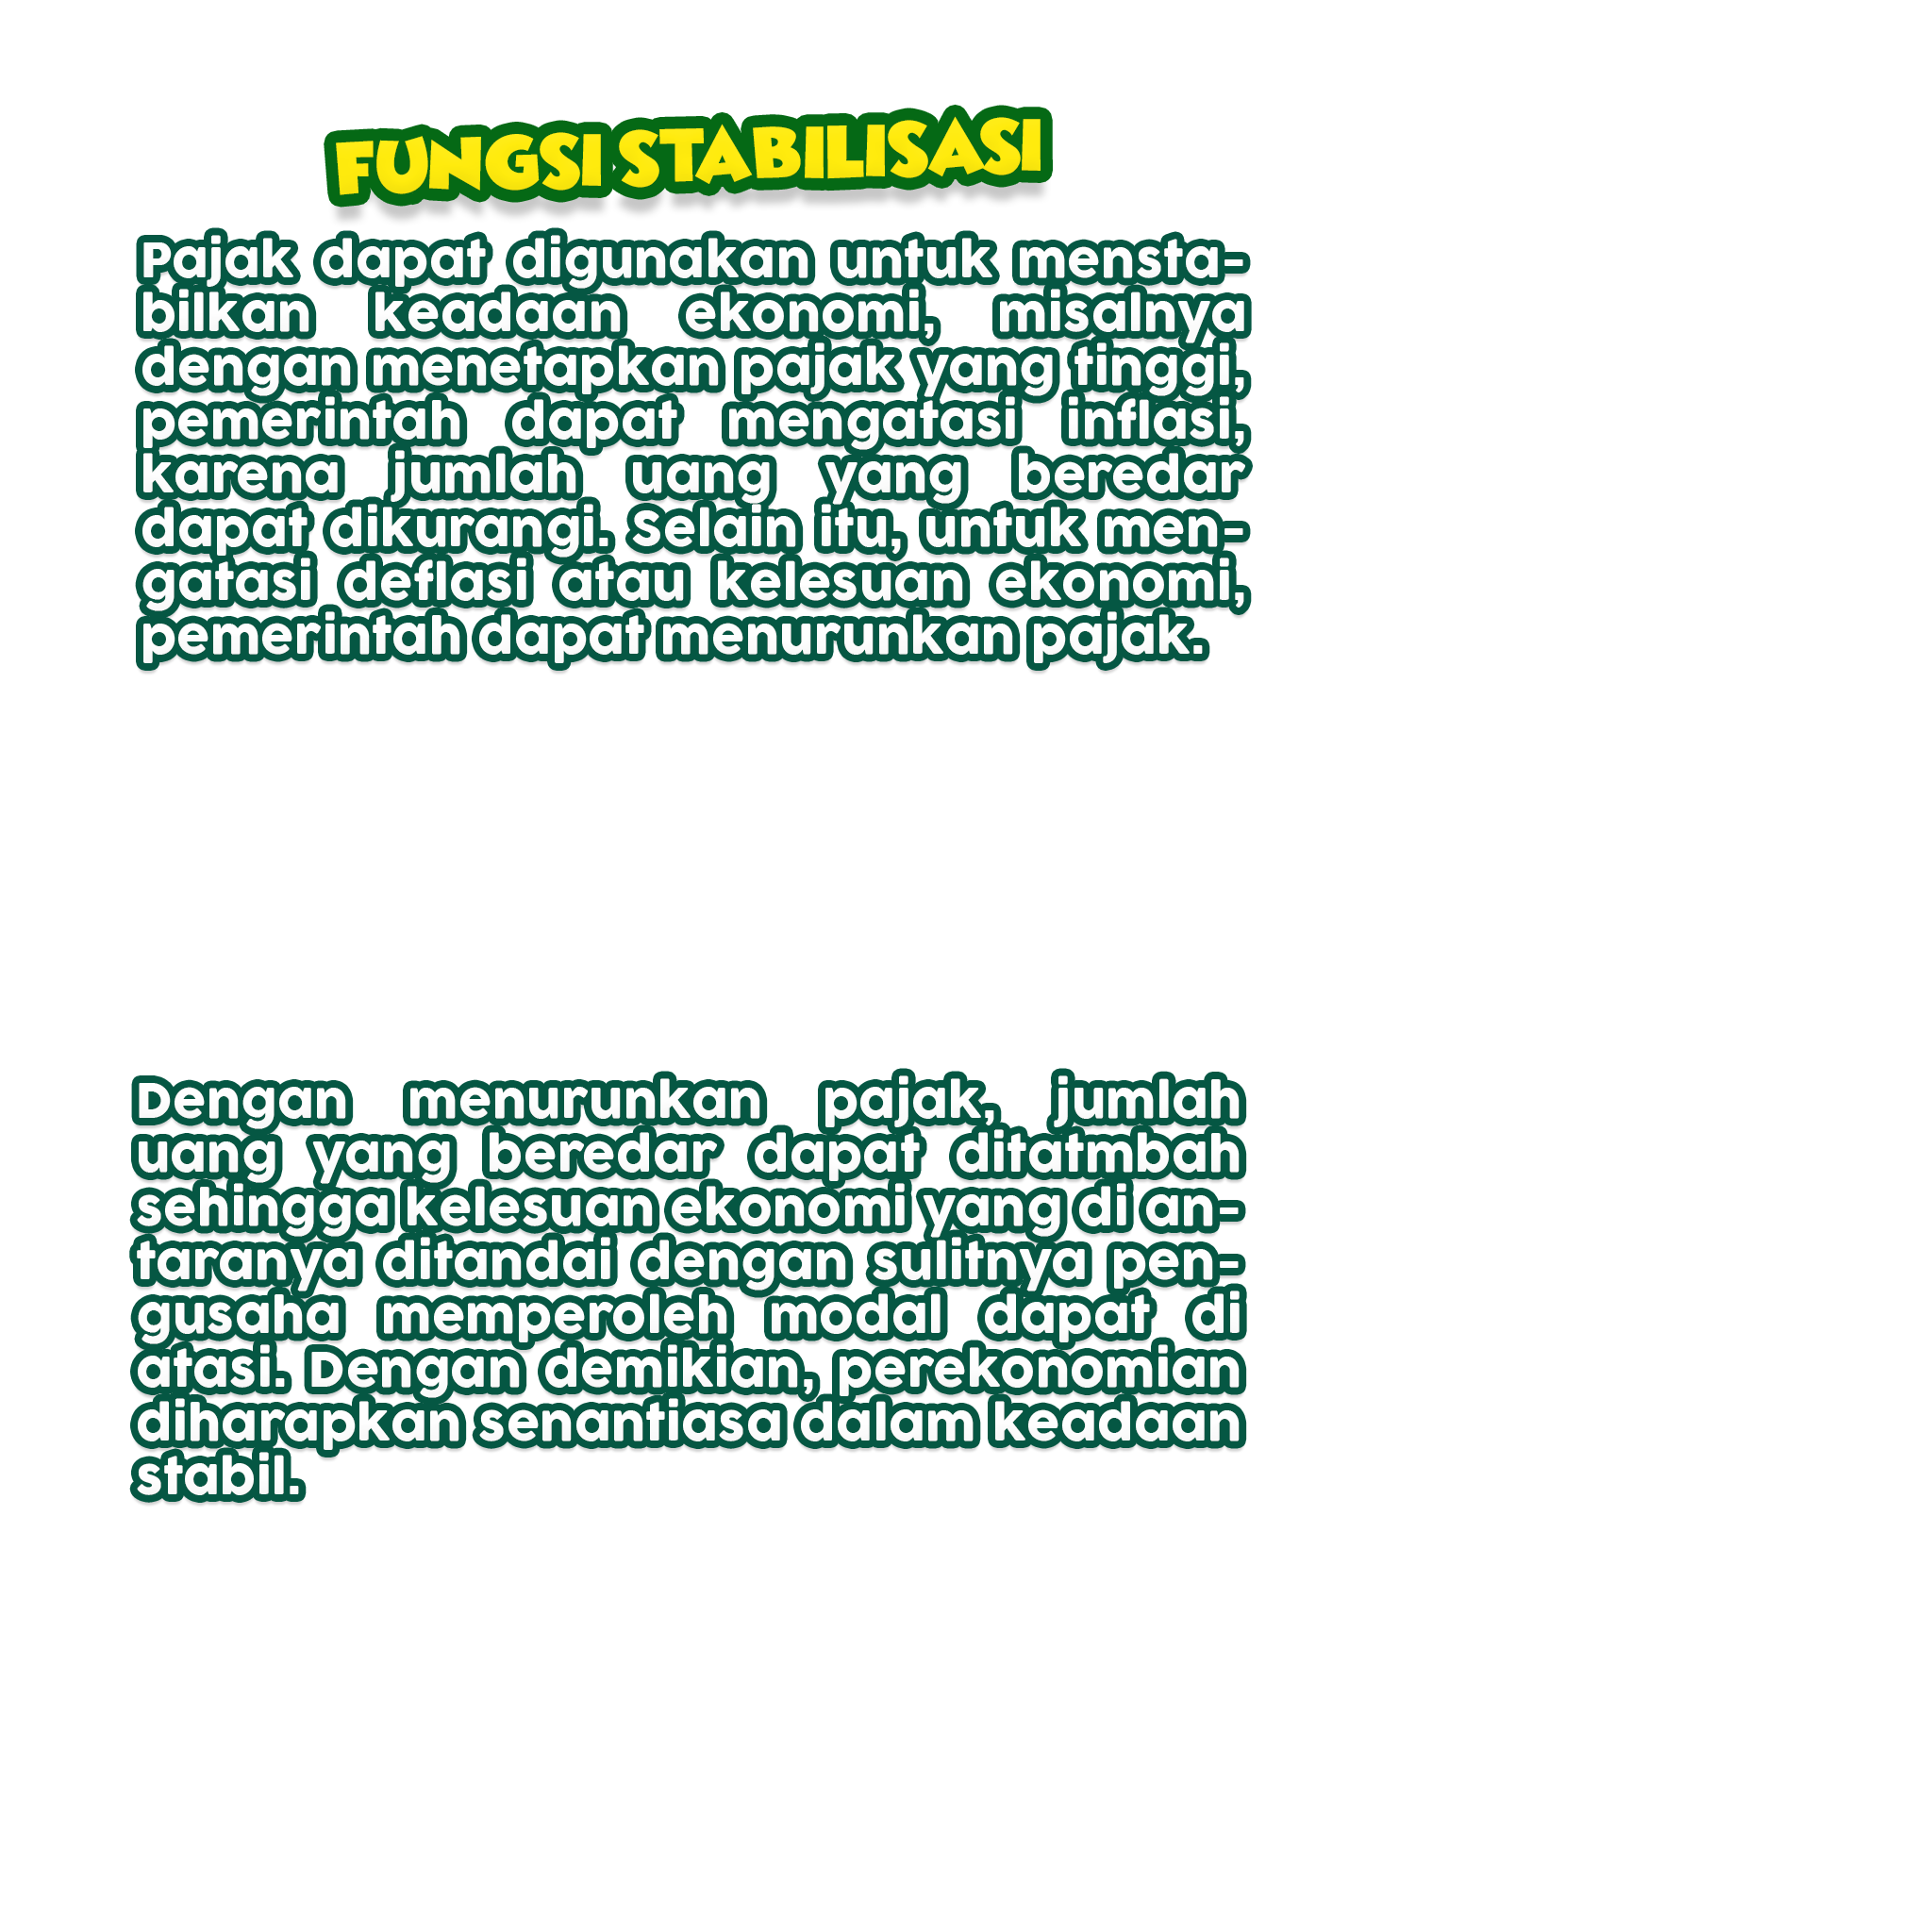 FUNGSI STABILISASI
Pajak dapat digunakan untuk mensta-
bilkan keadaan ekonomi, misalnya
dengan menetapkan pajak yang tinggi,
pemerintah dapat mengatasi inflasi,
karena jumlah uang yang beredar
dapat dikurangi. Selain itu, untuk men-
gatasi deflasi atau kelesuan ekonomi,
pemerintah dapat menurunkan pajak.
Dengan menurunkan pajak, jumlah
uang yang beredar dapat ditatmbah
sehingga kelesuan ekonomi yang di an-
taranya ditandai dengan sulitnya pen-
gusaha memperoleh modal dapat di
atasi. Dengan demikian, perekonomian
diharapkan senantiasa dalam keadaan
stabil.